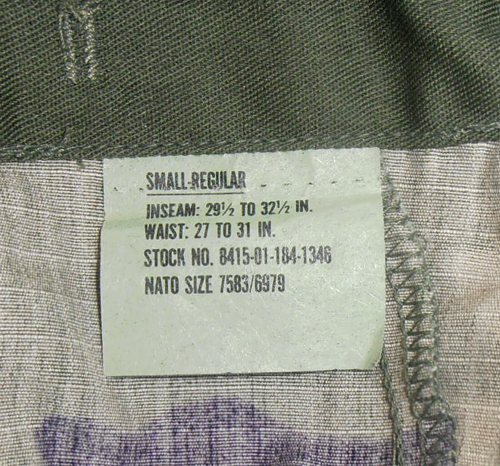 SMALL-REGULAR
INSEAM: 29½ TO 32½ IN.
WAIST: 27 TO 31 IN.
STOCK NO. 8415-01-184-1346
NATO SIZE 7583/6979